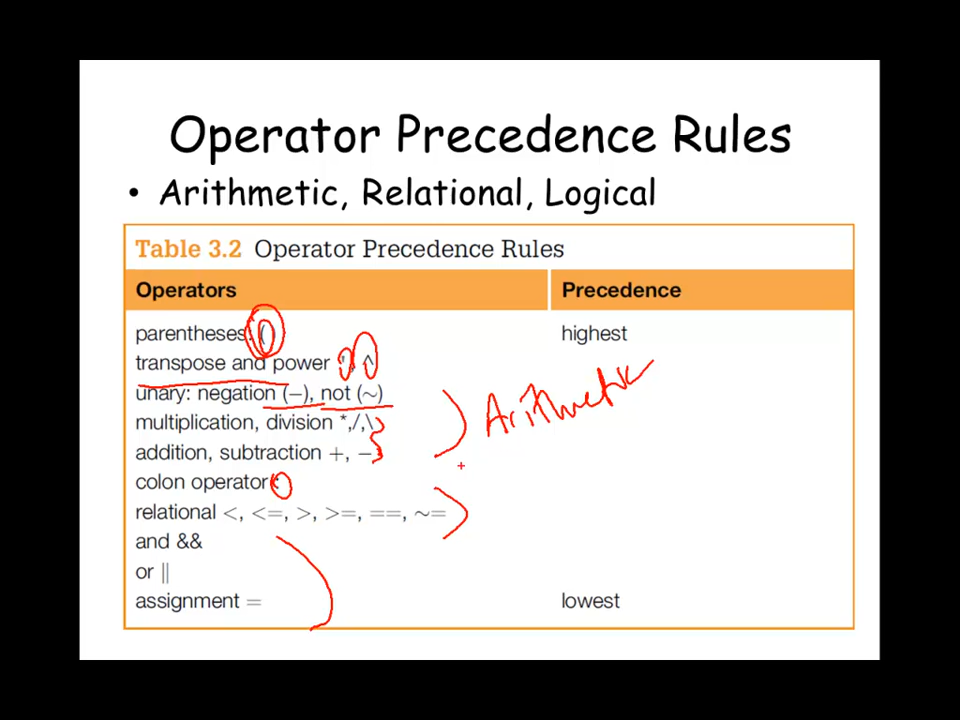 Operator Precedence Rules
• Arithmetic, Relational, Logical
Table 3.2 Operator Precedence Rules
Operators Precedence
parentheses: ( ) highest
transpose and power ', ^
unary: negation (−), not (~)
multiplication, division *,/,\
addition, subtraction +, −
Arithmetic
colon operator :
relational <, <=, >, >=, ==, ~=
and &&
or ||
assignment = lowest